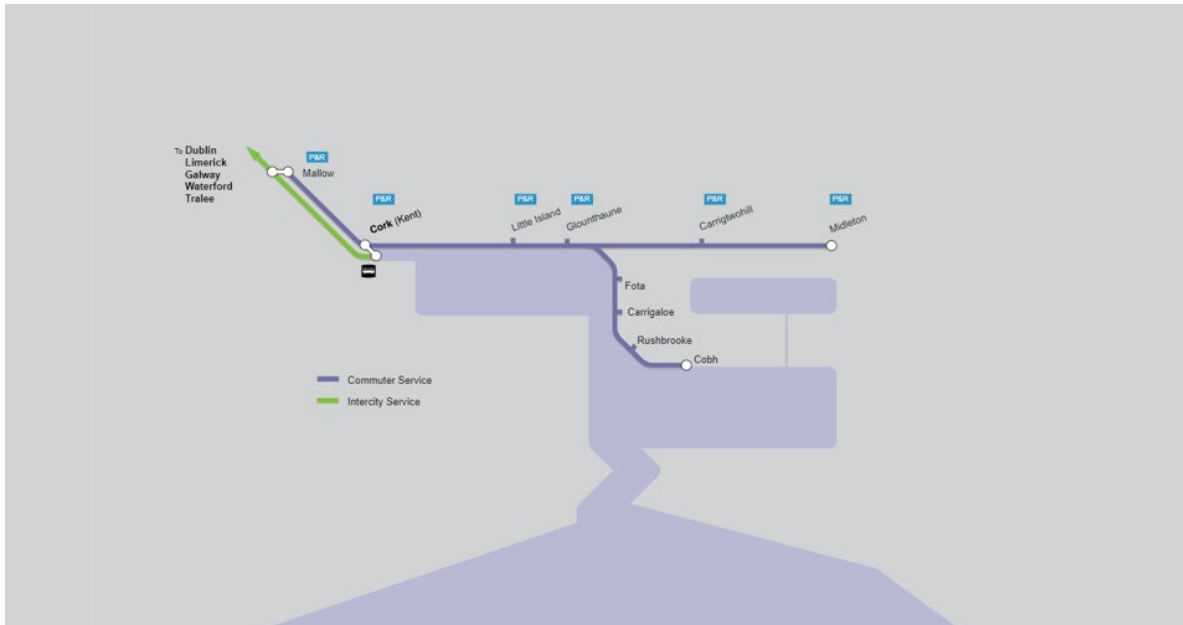 To Dublin
Limerick
Galway
Waterford
Tralee
P&R
Mallow
P&R
Cork (Kent)
P&R
Little Island
P&R
Glounthaune
P&R
Carrigtwohill
P&R
Midleton
Fota
Carrigaloe
Rushbrooke
Cobh
Commuter Service
Intercity Service